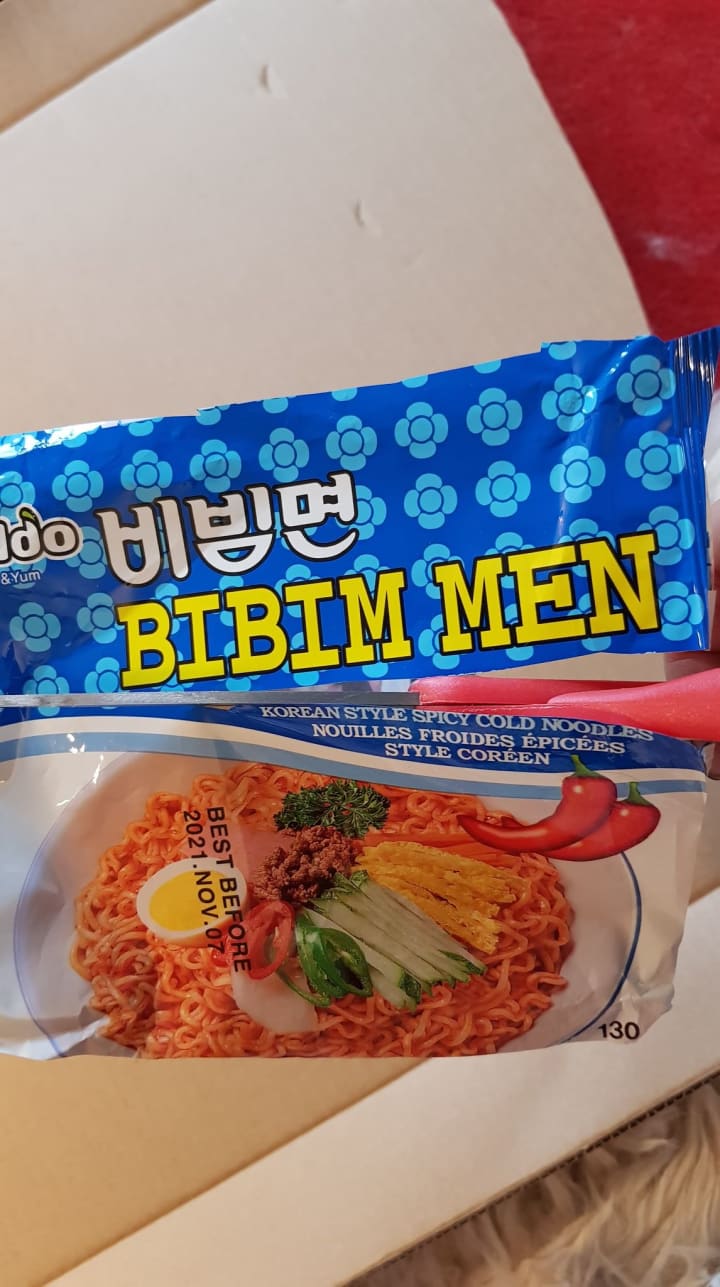 비빔면
& Yum
BIBIM MEN
KOREAN STYLE SPICY COLD NOODLES
NOUILLES FROIDES ÉPICÉES
STYLE CORÉEN
BEST BEFORE
2021.NOV.07
130